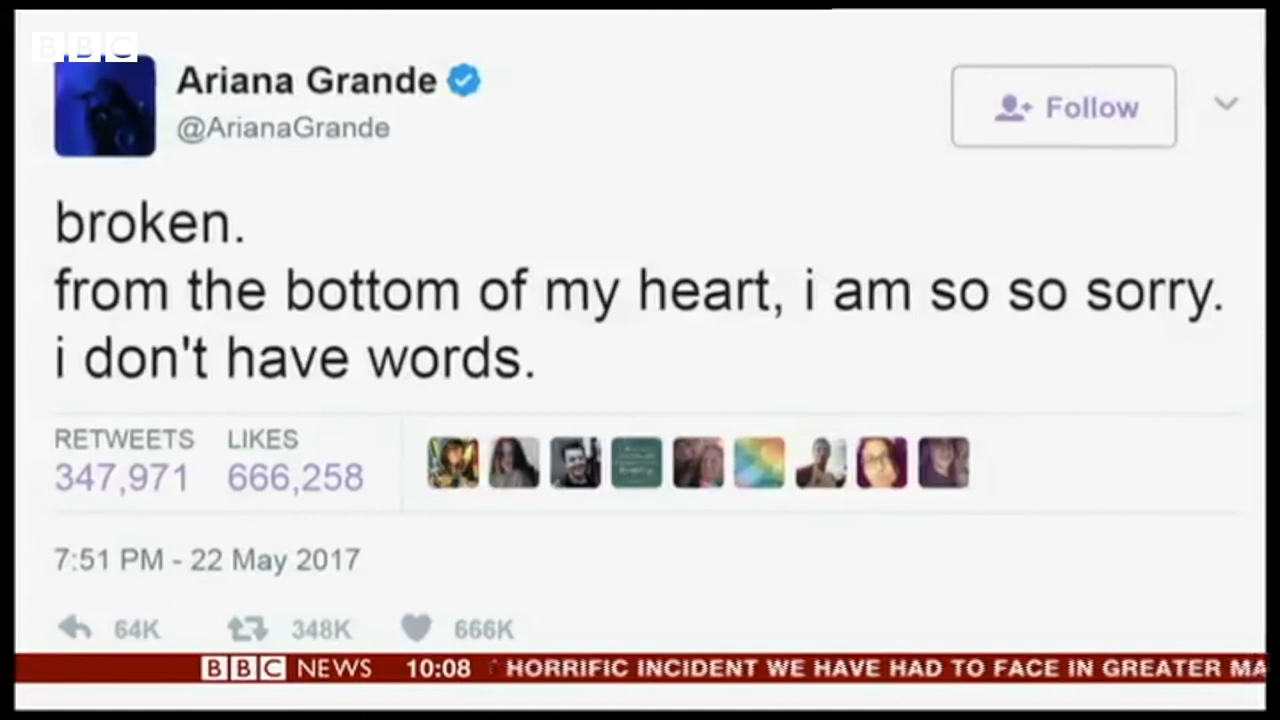 BBC
Ariana Grande
@ArianaGrande
Follow
broken.
from the bottom of my heart, i am so so sorry.
i don't have words.
RETWEETS LIKES
347,971 666,258
7:51 PM - 22 May 2017
64K 348K 666K
BBC NEWS 10:08 HORRIFIC INCIDENT WE HAVE HAD TO FACE IN GREATER MA